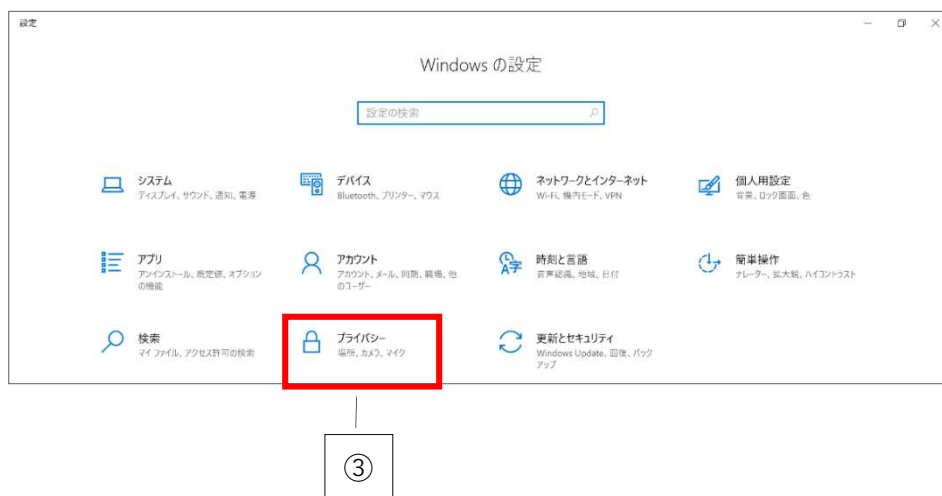 設定
Windows の設定
設定の検索
システム
ディスプレイ、サウンド、通知、電源
デバイス
Bluetooth、プリンター、マウス
ネットワークとインターネット
Wi-Fi、機内モード、VPN
個人用設定
背景、ロック画面、色
アプリ
アンインストール、既定値、オプション
の機能
アカウント
アカウント、メール、同期、職場、他
のユーザー
時刻と言語
音声認識、地域、日付
簡単操作
ナレーター、拡大鏡、ハイコントラスト
検索
マイ ファイル、アクセス許可の検索
プライバシー
場所、カメラ、マイク
更新とセキュリティ
Windows Update、回復、バック
アップ
③